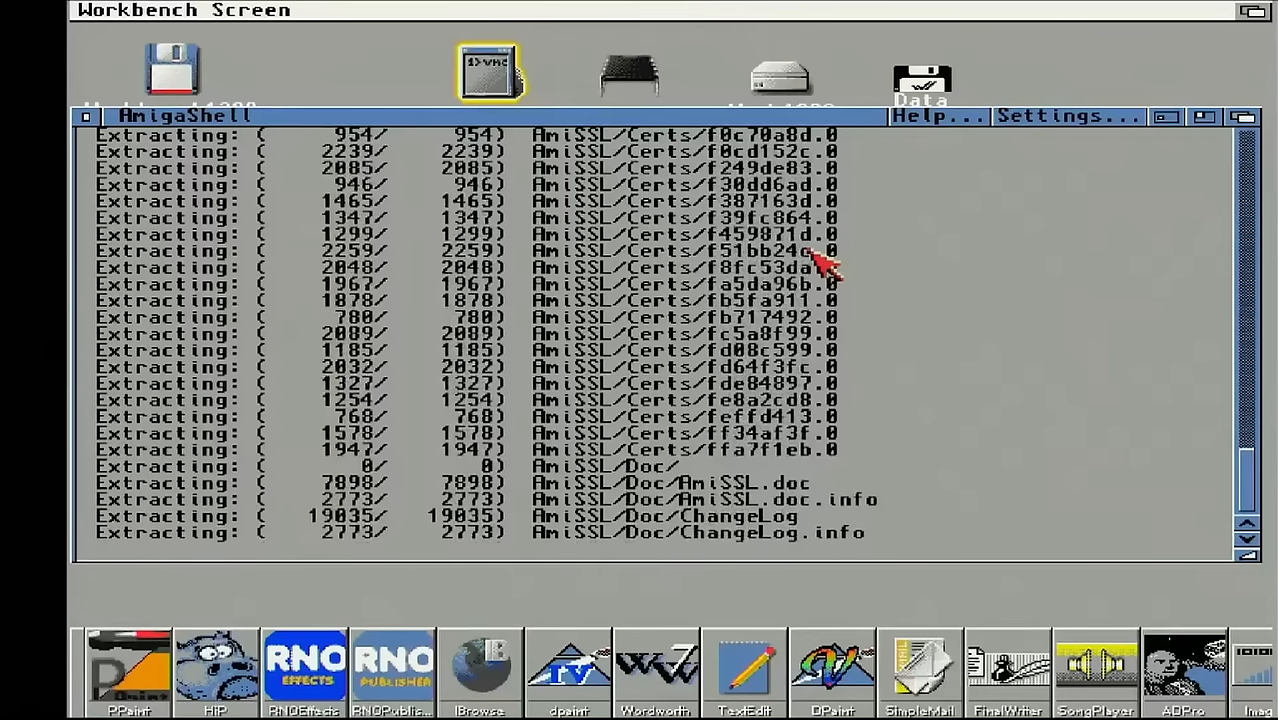 Workbench Screen
Data
AmigaShell Help... Settings...
Extracting: ( 954/ 954) AmiSSL/Certs/f0c70a8d.0
Extracting: ( 2239/ 2239) AmiSSL/Certs/f0cd152c.0
Extracting: ( 2085/ 2085) AmiSSL/Certs/f249de83.0
Extracting: ( 946/ 946) AmiSSL/Certs/f30dd6ad.0
Extracting: ( 1465/ 1465) AmiSSL/Certs/f387163d.0
Extracting: ( 1347/ 1347) AmiSSL/Certs/f39fc864.0
Extracting: ( 1299/ 1299) AmiSSL/Certs/f459871d.0
Extracting: ( 2259/ 2259) AmiSSL/Certs/f51bb24c.0
Extracting: ( 2048/ 2048) AmiSSL/Certs/f8fc53da
Extracting: ( 1967/ 1967) AmiSSL/Certs/fa5da96b.0
Extracting: ( 1878/ 1878) AmiSSL/Certs/fb5fa911.0
Extracting: ( 780/ 780) AmiSSL/Certs/fb717492.0
Extracting: ( 2089/ 2089) AmiSSL/Certs/fc5a8f99.0
Extracting: ( 1185/ 1185) AmiSSL/Certs/fd08c599.0
Extracting: ( 2032/ 2032) AmiSSL/Certs/fd64f3fc.0
Extracting: ( 1327/ 1327) AmiSSL/Certs/fde84897.0
Extracting: ( 1254/ 1254) AmiSSL/Certs/fe8a2cd8.0
Extracting: ( 768/ 768) AmiSSL/Certs/feffd413.0
Extracting: ( 1578/ 1578) AmiSSL/Certs/ff34af3f.0
Extracting: ( 1947/ 1947) AmiSSL/Certs/ffa7f1eb.0
Extracting: ( 0/ 0) AmiSSL/Doc/
Extracting: ( 7898/ 7898) AmiSSL/Doc/AmiSSL.doc
Extracting: ( 2773/ 2773) AmiSSL/Doc/AmiSSL.doc.info
Extracting: ( 19035/ 19035) AmiSSL/Doc/ChangeLog
Extracting: ( 2773/ 2773) AmiSSL/Doc/ChangeLog.info
RNO EFFECTS RNO PUBLISHER IB rv
PPaint HiP RNOEffects RNOPublis... IBrowse dpaint Wordworth TextEdit DPaint SimpleMail FinalWriter SongPlayer ADPro Imag